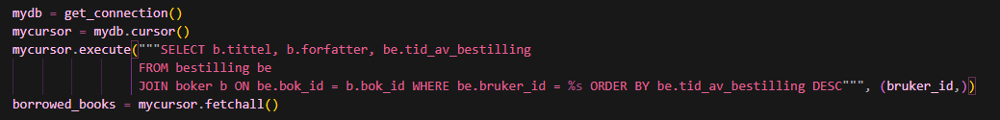 mydb = get_connection()
mycursor = mydb.cursor()
mycursor.execute("""SELECT b.tittel, b.forfatter, be.tid_av_bestilling
FROM bestilling be
JOIN boker b ON be.bok_id = b.bok_id WHERE be.bruker_id = %s ORDER BY be.tid_av_bestilling DESC""", (bruker_id,))
borrowed_books = mycursor.fetchall()